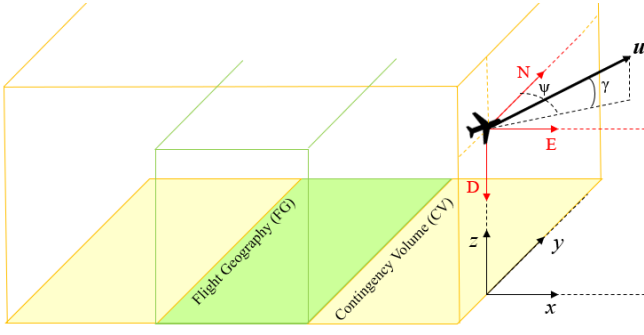 u
N
ψ
γ
E
D
Flight Geography (FG)
Contingency Volume (CV)
z
y
x